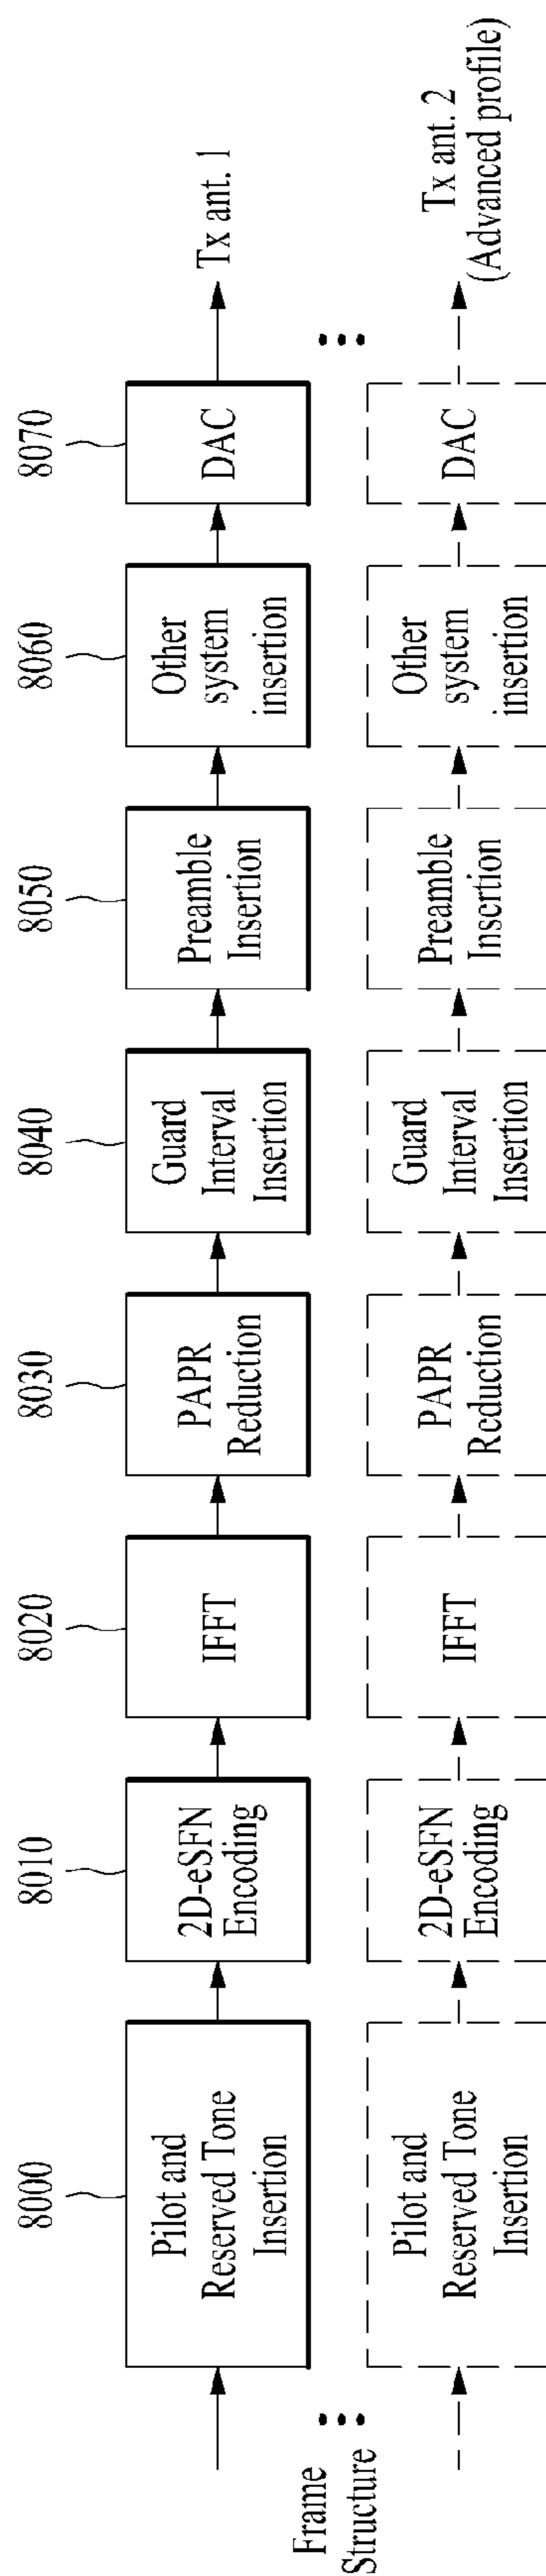 Frame
Structure
8000
Pilot and
Reserved Tone
Insertion
8010
2D-eSFN
Encoding
8020
IFFT
8030
PAPR
Reduction
8040
Guard
Interval
Insertion
8050
Preamble
Insertion
8060
Other
system
insertion
8070
DAC
Tx ant. 1
Pilot and
Reserved Tone
Insertion
2D-eSFN
Encoding
IFFT
PAPR
Rcduction
Guard
Interval
Insertion
Preamble
Insertion
Other
system
insertion
DAC
Tx ant. 2
(Advanced profile)